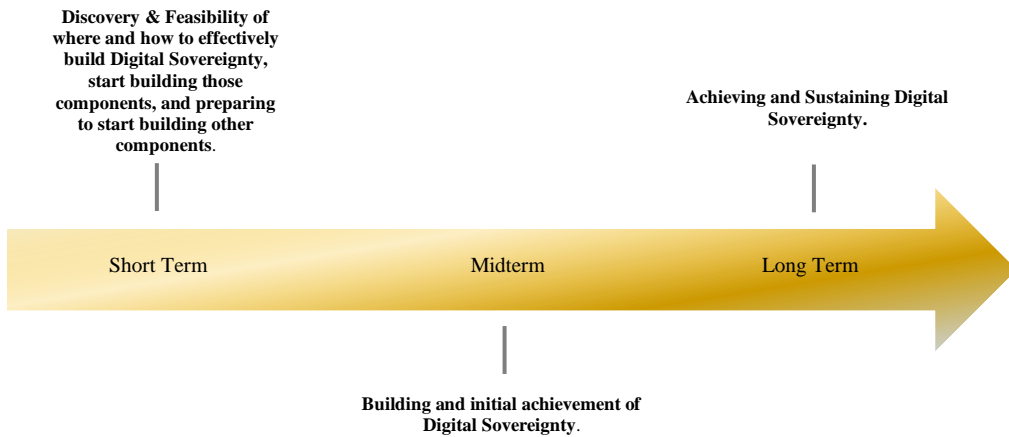 Discovery & Feasibility of
where and how to effectively
build Digital Sovereignty,
start building those
components, and preparing
to start building other
components.
Achieving and Sustaining Digital
Sovereignty.
Short Term
Midterm
Long Term
Building and initial achievement of
Digital Sovereignty.